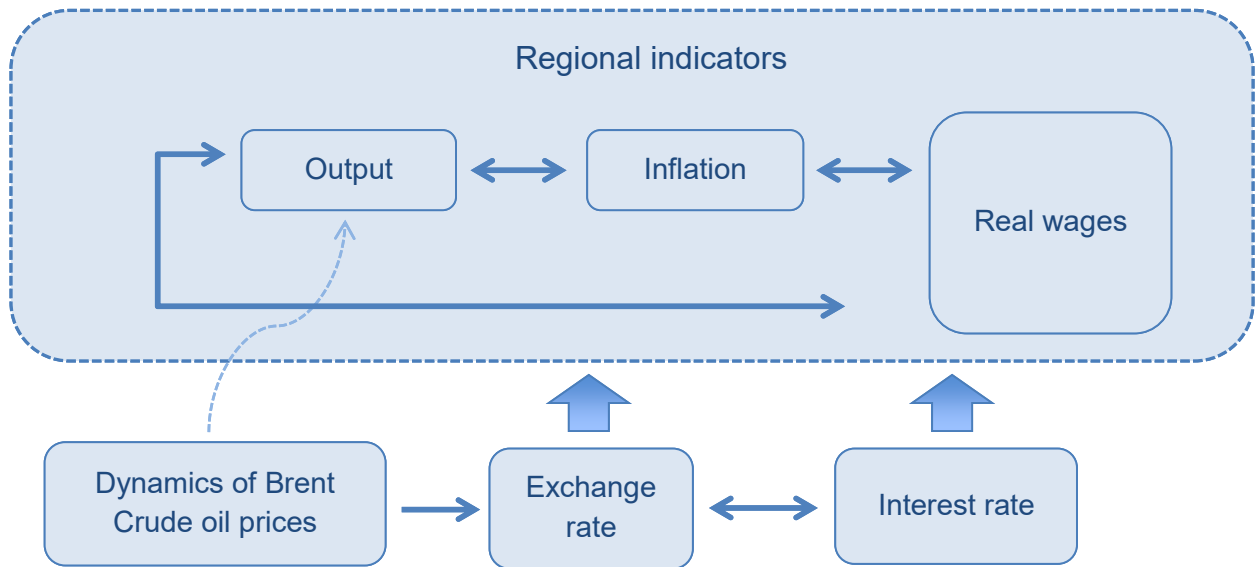 Regional indicators
Output
Inflation
Real wages
Dynamics of Brent
Crude oil prices
Exchange
rate
Interest rate